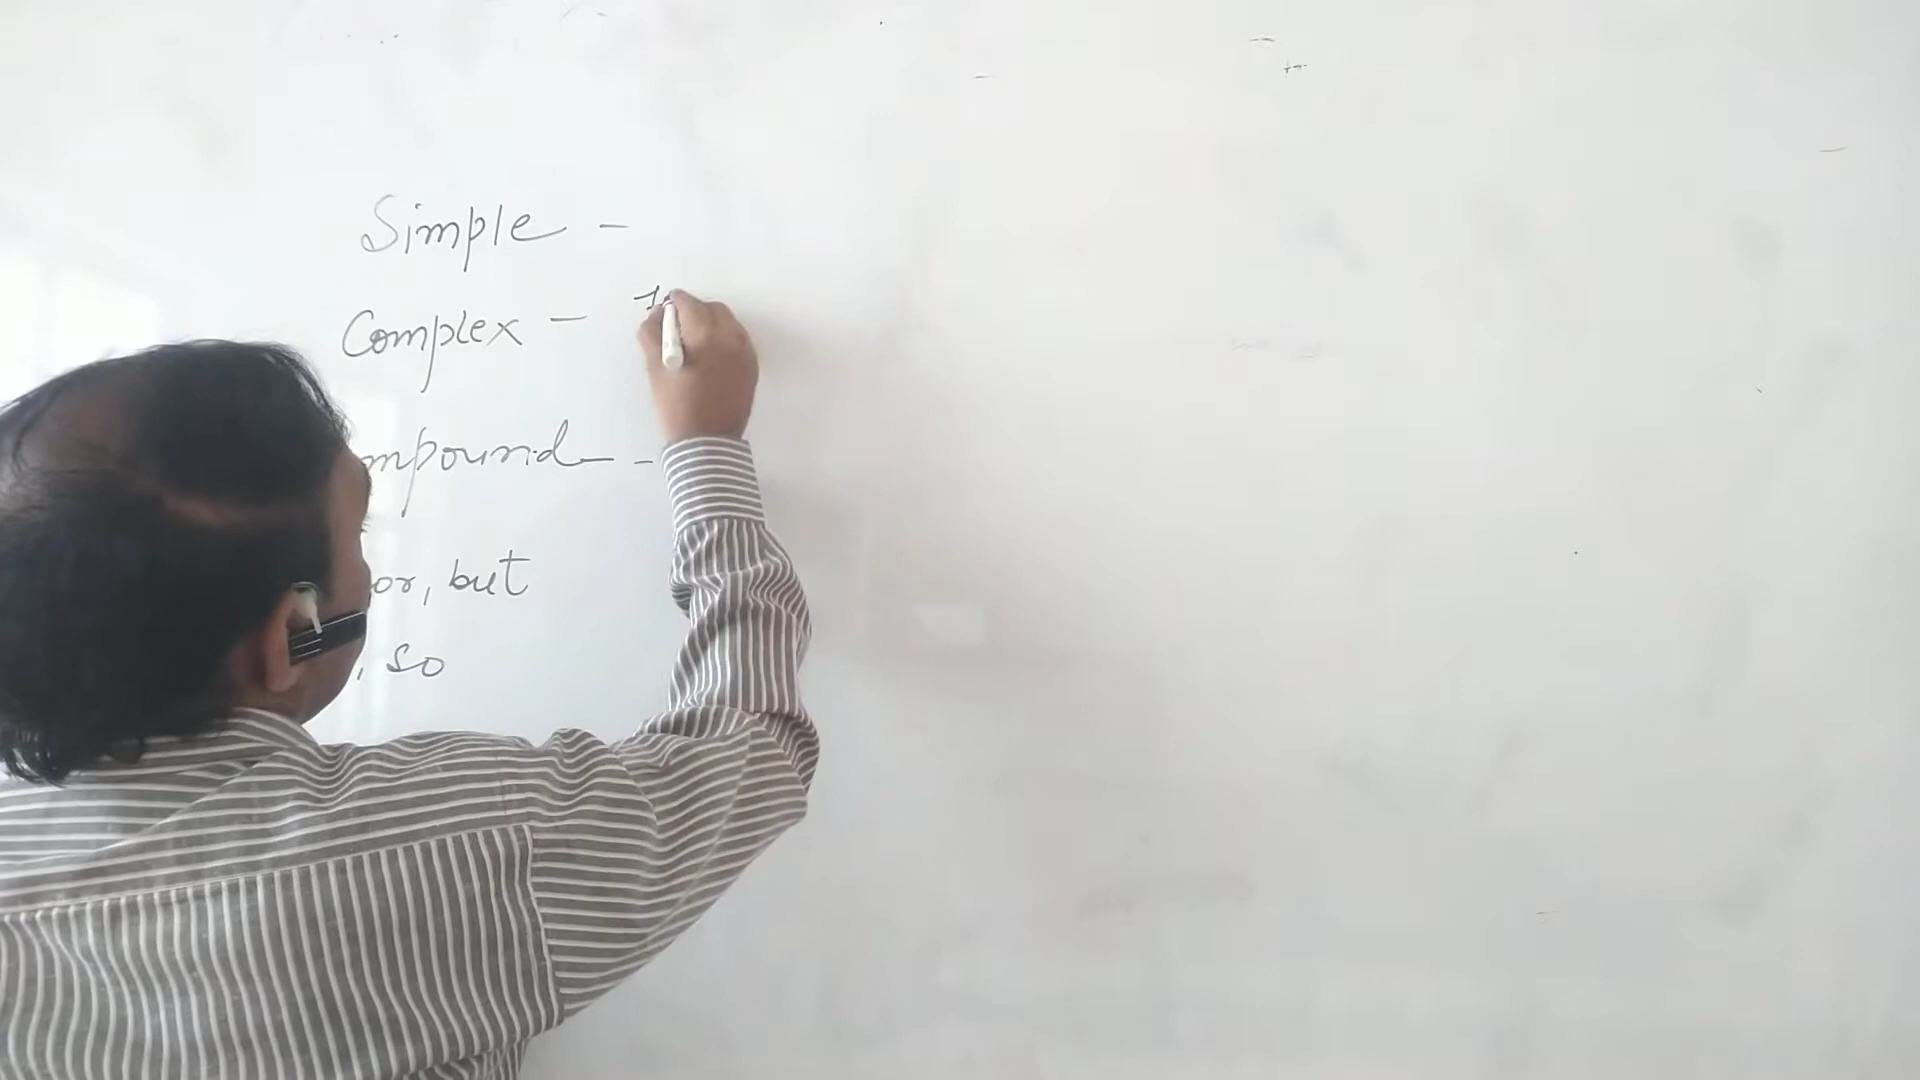 Simple -
Complex -
mpound -
or, but
, so